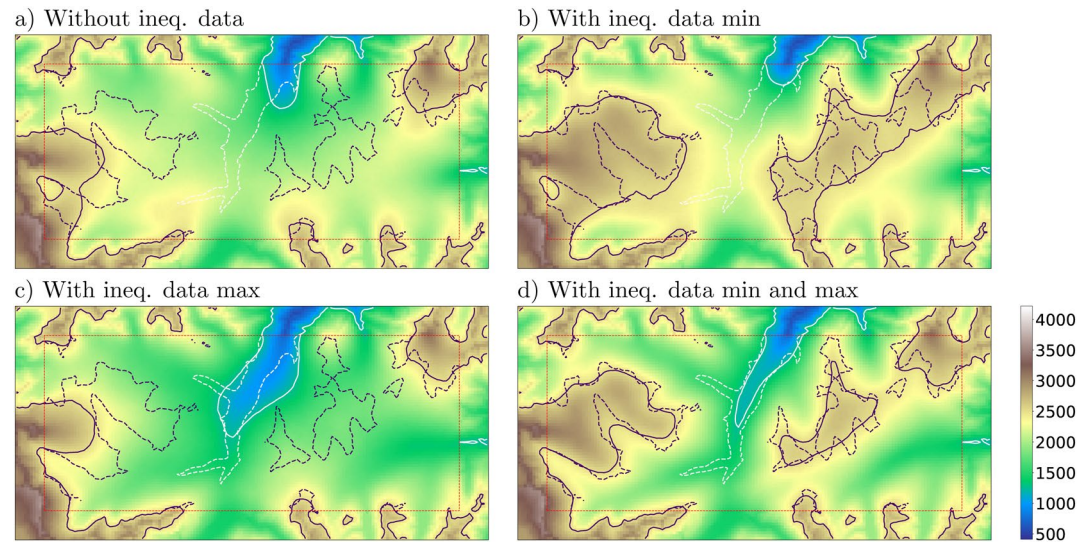 a) Without ineq. data
b) With ineq. data min
c) With ineq. data max
d) With ineq. data min and max
4000
3500
3000
2500
2000
1500
1000
500